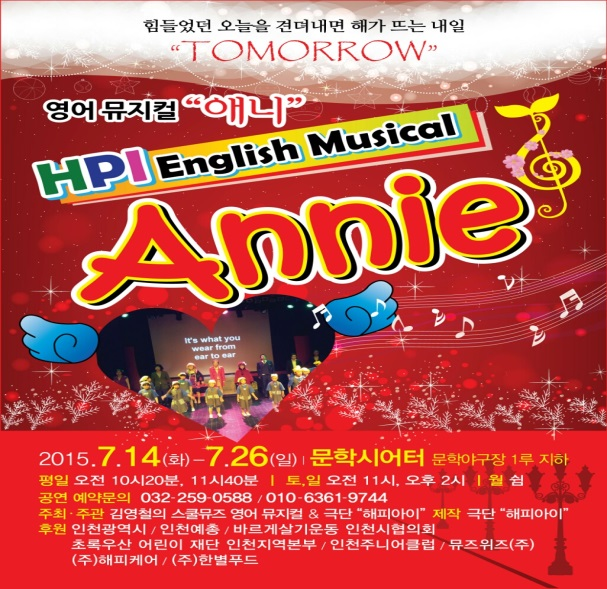 힘들었던 오늘을 견뎌내면 해가 뜨는 내일
"TOMORROW"
영어 뮤지컬 "애니"
HPI English Musical
Annie
It's what you
wear from
ear to ear
2015.7.14(화)-7.26(일) | 문학시어터 문학야구장 1루 지하
평일 오전 10시20분, 11시40분 | 토,일 오전 11시, 오후 2시 | 월 쉼
공연 예약문의 032-259-0588 / 010-6361-9744
주최·주관 김영철의 스쿨뮤즈 영어 뮤지컬 & 극단 "해피아이" 제작 극단 "해피아이"
후원 인천광역시 / 인천예총 / 바르게살기운동 인천시협의회
초록우산 어린이 재단 인천지역본부 / 인천주니어클럽 / 뮤즈위즈(주)
(주)해피케어 / (주)한별푸드